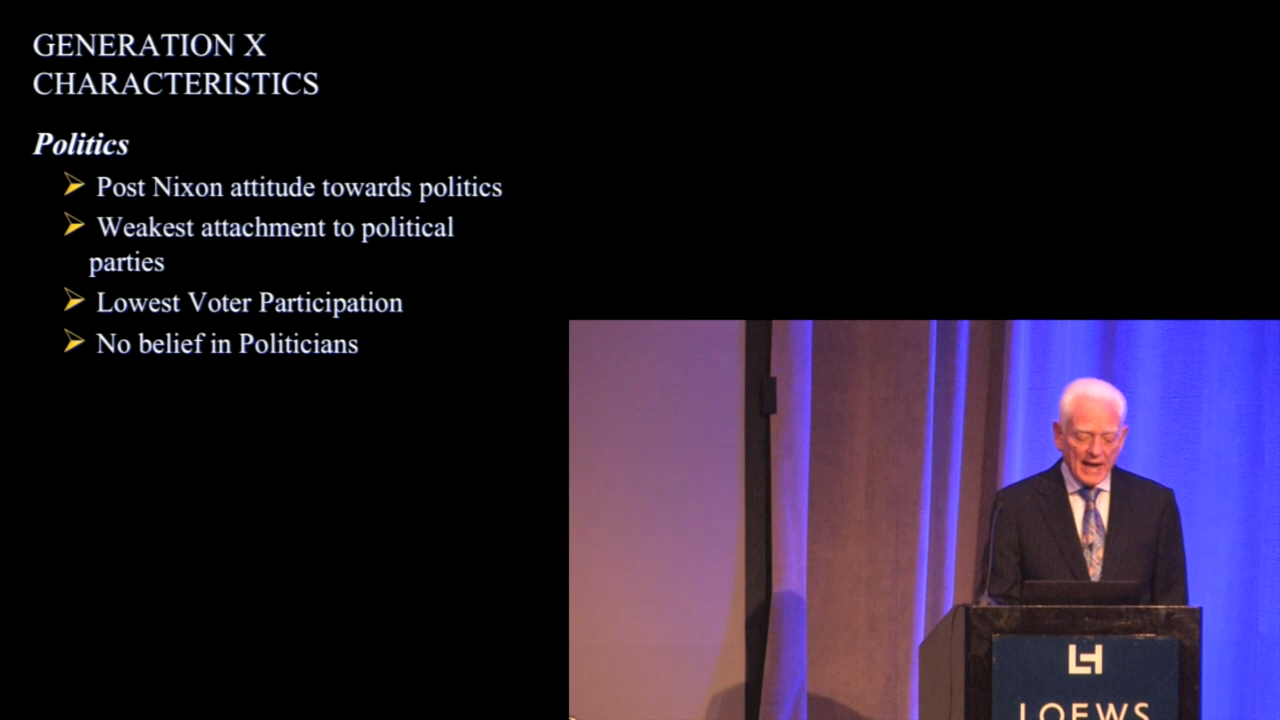 GENERATION X
CHARACTERISTICS
Politics
Post Nixon attitude towards politics
Weakest attachment to political
parties
Lowest Voter Participation
No belief in Politicians
LOEWS